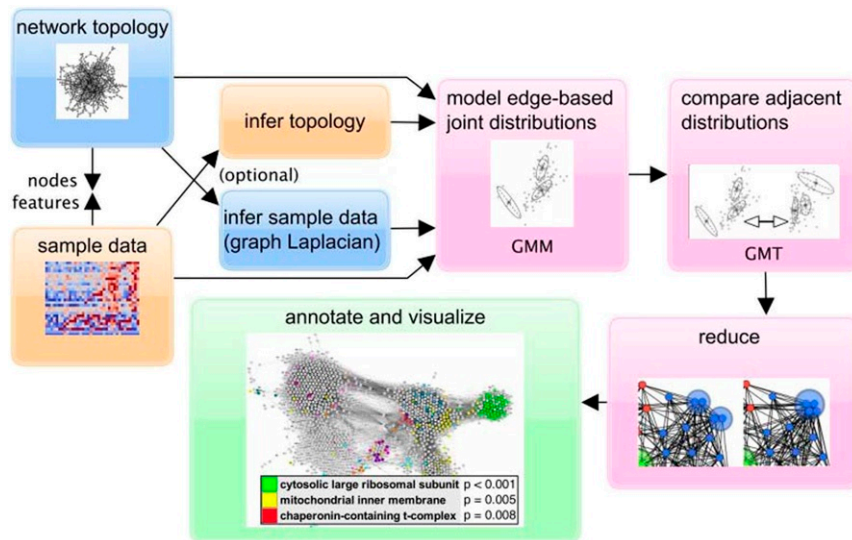 network topology
nodes
features
sample data
infer topology
(optional)
infer sample data
(graph Laplacian)
model edge-based
joint distributions
GMM
compare adjacent
distributions
GMT
reduce
annotate and visualize
cytosolic large ribosomal subunit p < 0.001
mitochondrial inner membrane p = 0.005
chaperonin-containing t-complex p = 0.008